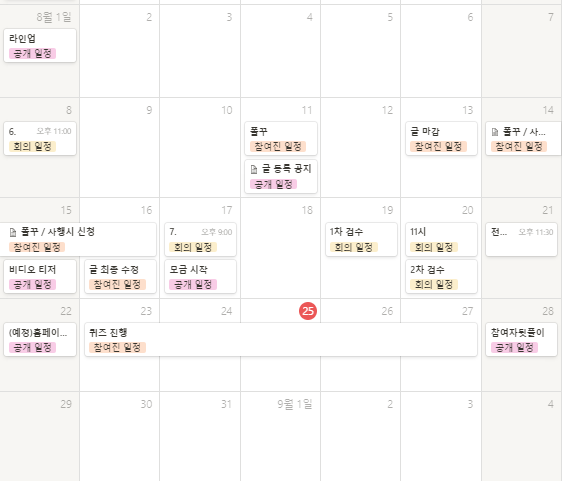 8월 1일 2 3 4 5 6 7
라인업
공개 일정
8 9 10 11 12 13 14
6. 오후 11:00
회의 일정
폴꾸
참여진 일정
글 등록 공지
공개 일정
글 마감
참여진 일정
폴꾸 / 사...
참여진 일정
15 16 17 18 19 20 21
폴꾸 / 사행시 신청
참여진 일정
비디오 티저
공개 일정
글 최종 수정
참여진 일정
7. 오후 9:00
회의 일정
모금 시작
공개 일정
1차 검수
회의 일정
11시
회의 일정
2차 검수
회의 일정
전... 오후 11:30
22 23 24 25 26 27 28
(예정)홈페이...
공개 일정
퀴즈 진행
참여진 일정
참여자뒷풀이
공개 일정
29 30 31 9월 1일 2 3 4